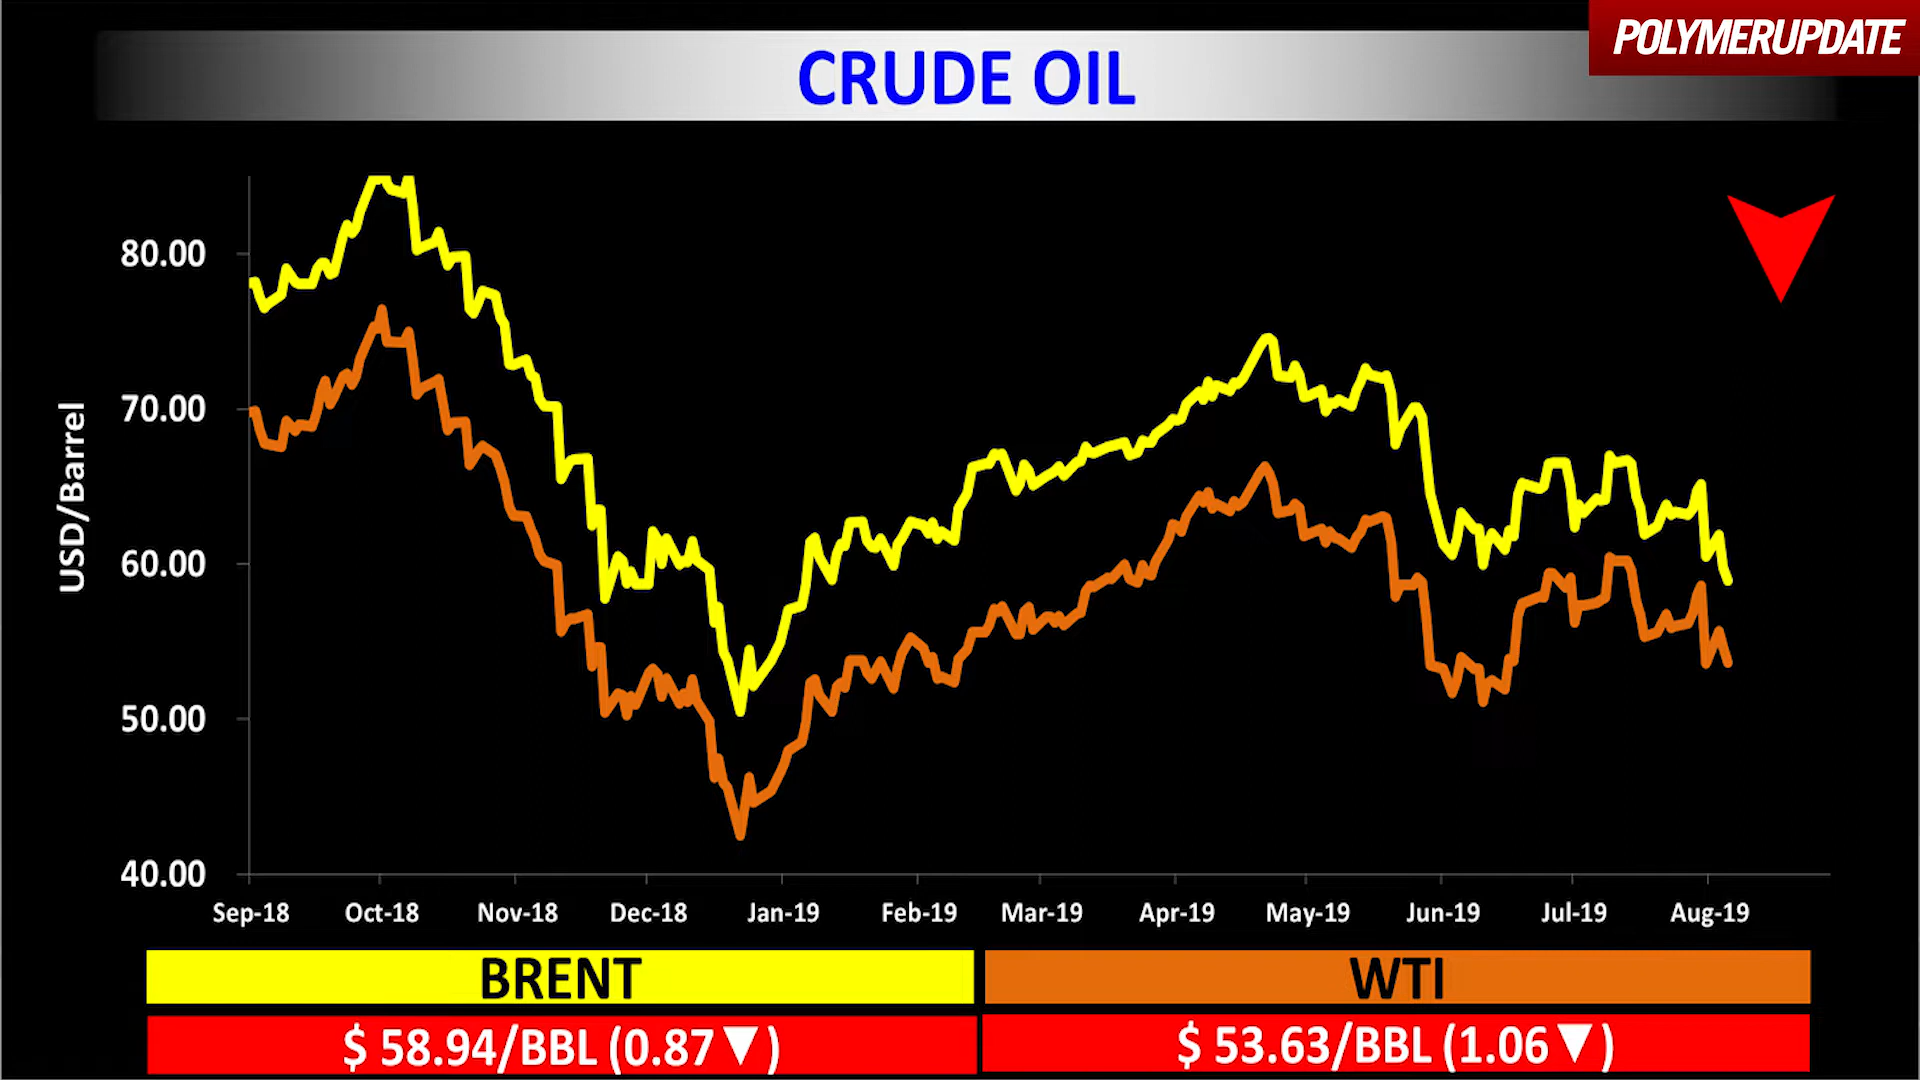 POLYMERUPDATE
CRUDE OIL
USD/Barrel
80.00
70.00
60.00
50.00
40.00
Sep-18 Oct-18 Nov-18 Dec-18 Jan-19 Feb-19 Mar-19 Apr-19 May-19 Jun-19 Jul-19 Aug-19
BRENT WTI
$ 58.94/BBL (0.87▼) $ 53.63/BBL (1.06▼)